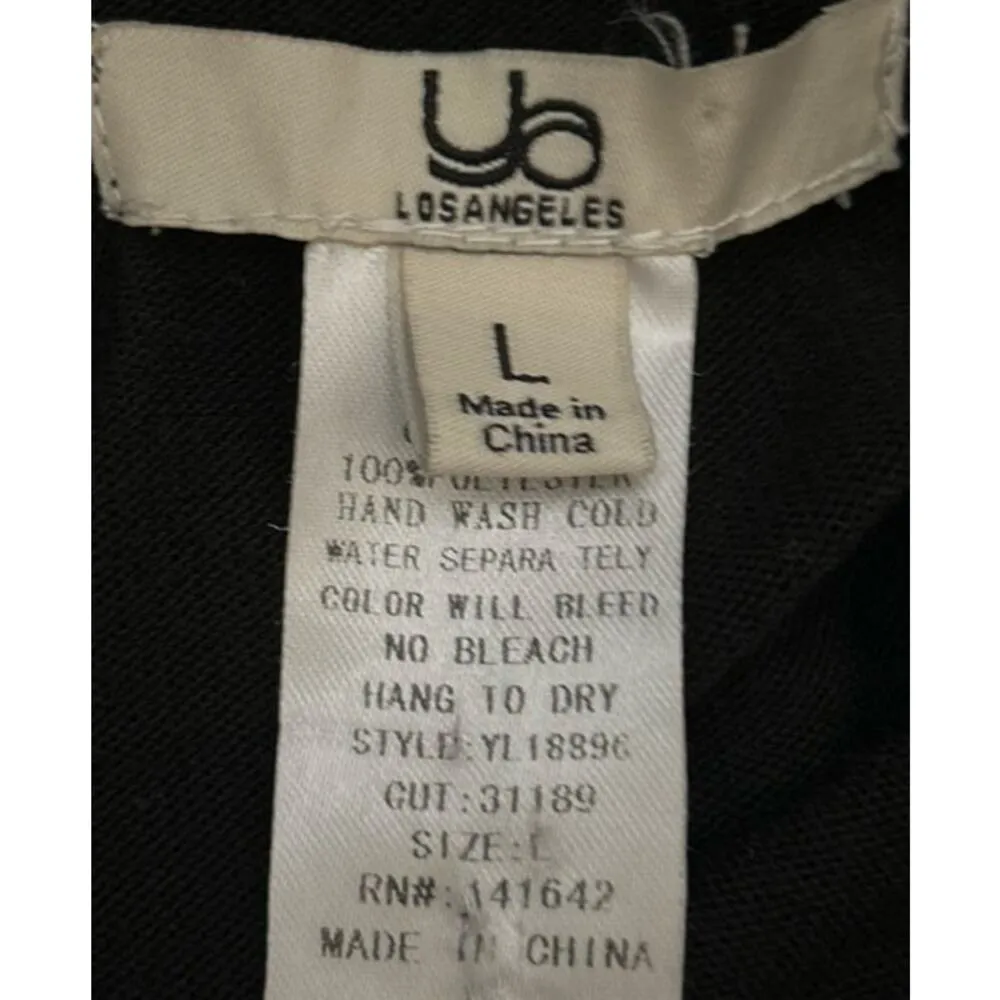 Uo
LOSANGELES
L
Made in
China
100%POLYESTER
HAND WASH COLD
WATER SEPARA TELY
COLOR WILL BLEED
NO BLEACH
HANG TO DRY
STYLE:YL18896
CUT:31189
SIZE:L
RN#:141642
MADE IN CHINA